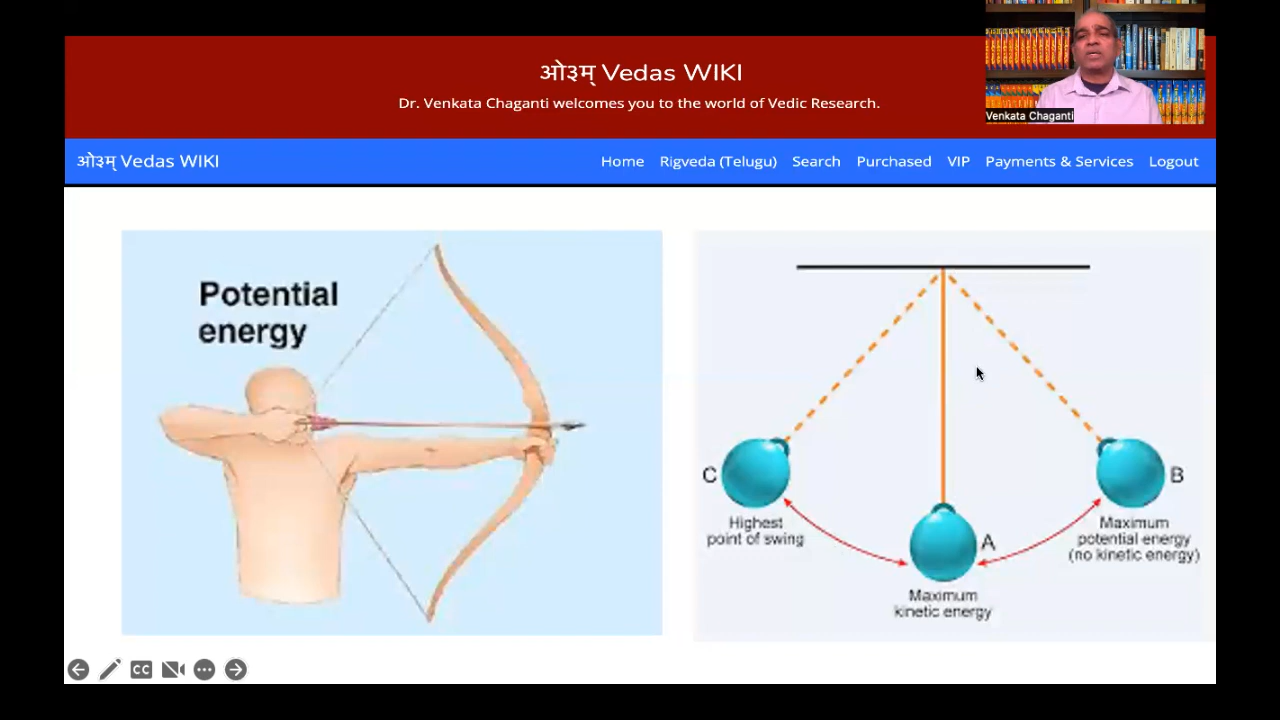 ओ३म् Vedas WIKI
Dr. Venkata Chaganti welcomes you to the world of Vedic Research.
Venkata Chaganti
ओ३म् Vedas WIKI
Home Rigveda (Telugu) Search Purchased VIP Payments & Services Logout
Potential
energy
C
Highest
point of swing
A
Maximum
kinetic energy
B
Maximum
potential energy
(no kinetic energy)
CC